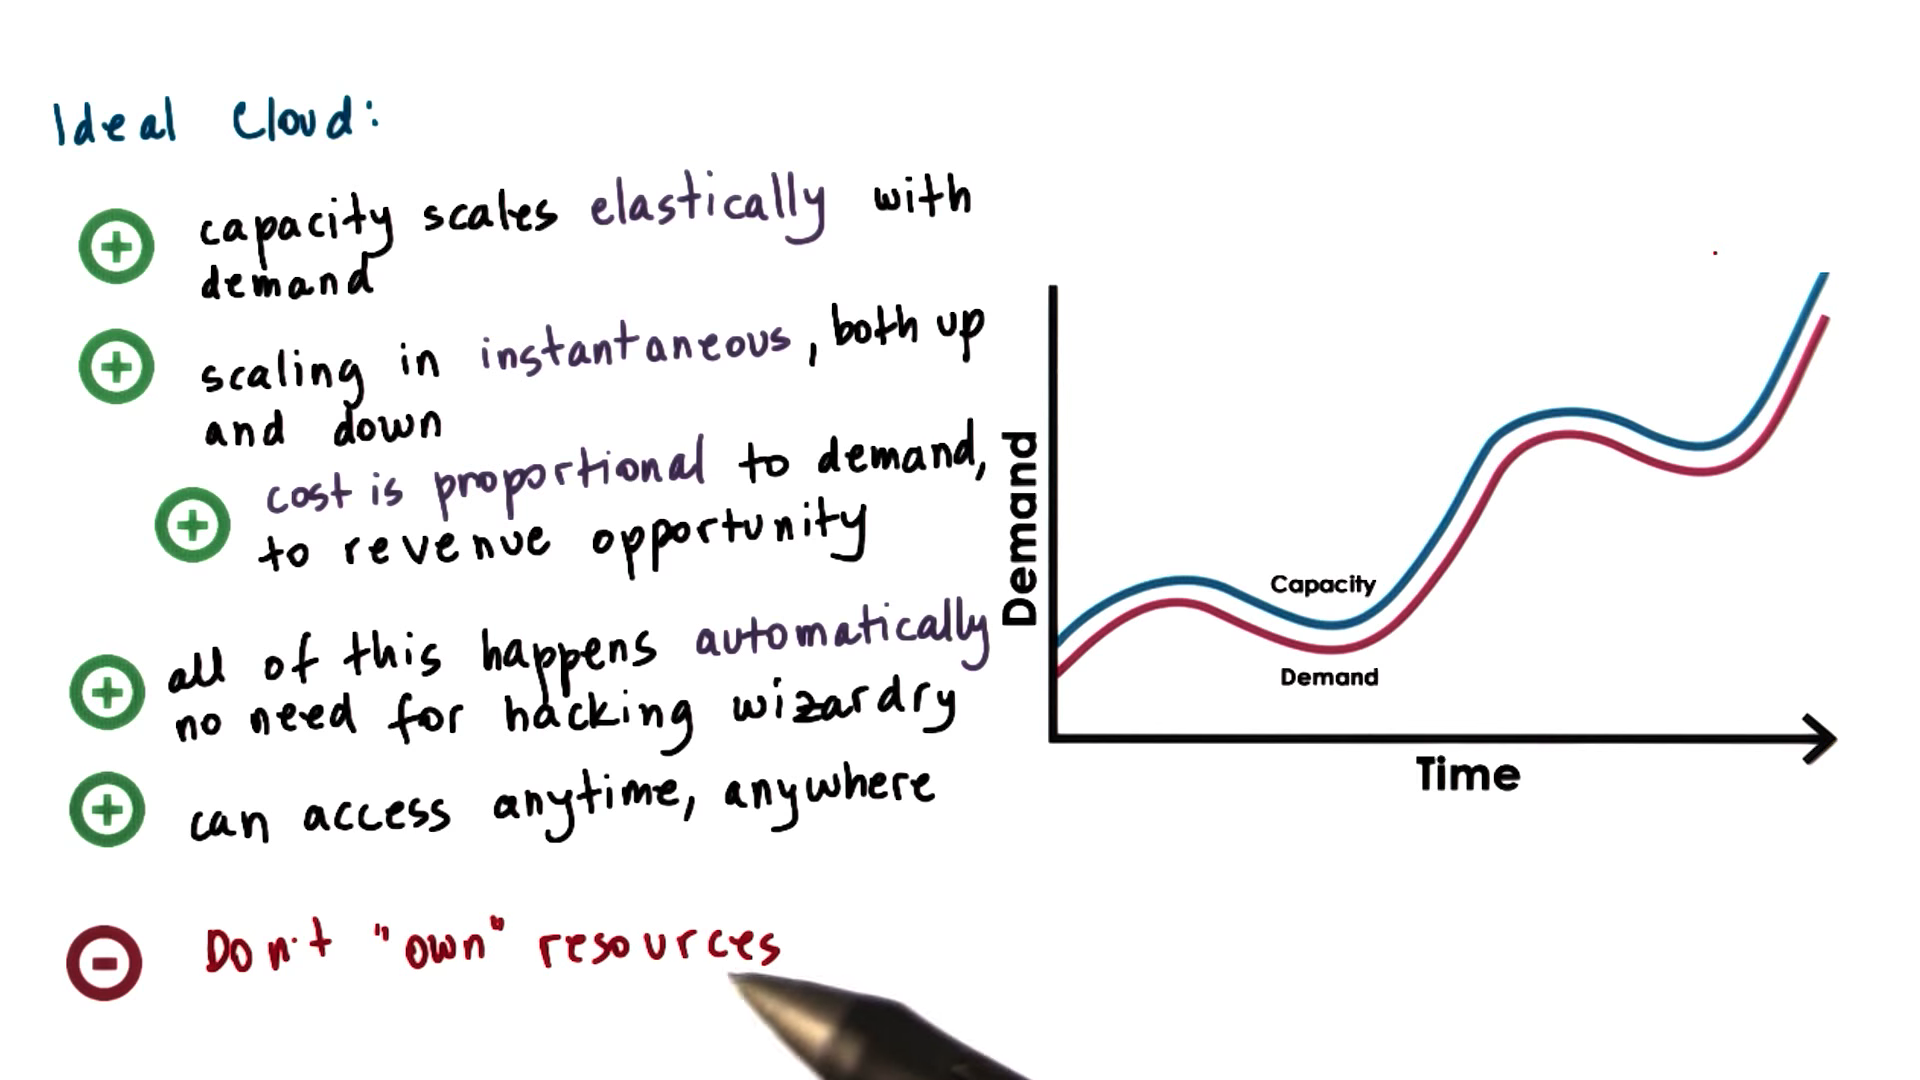 Ideal Cloud:
capacity scales elastically with
demand
scaling in instantaneous, both up
and down
cost is proportional to demand,
to revenue opportunity
all of this happens automatically
no need for hacking wizardry
can access anytime, anywhere
Don't "own" resources
Demand
Capacity
Demand
Time